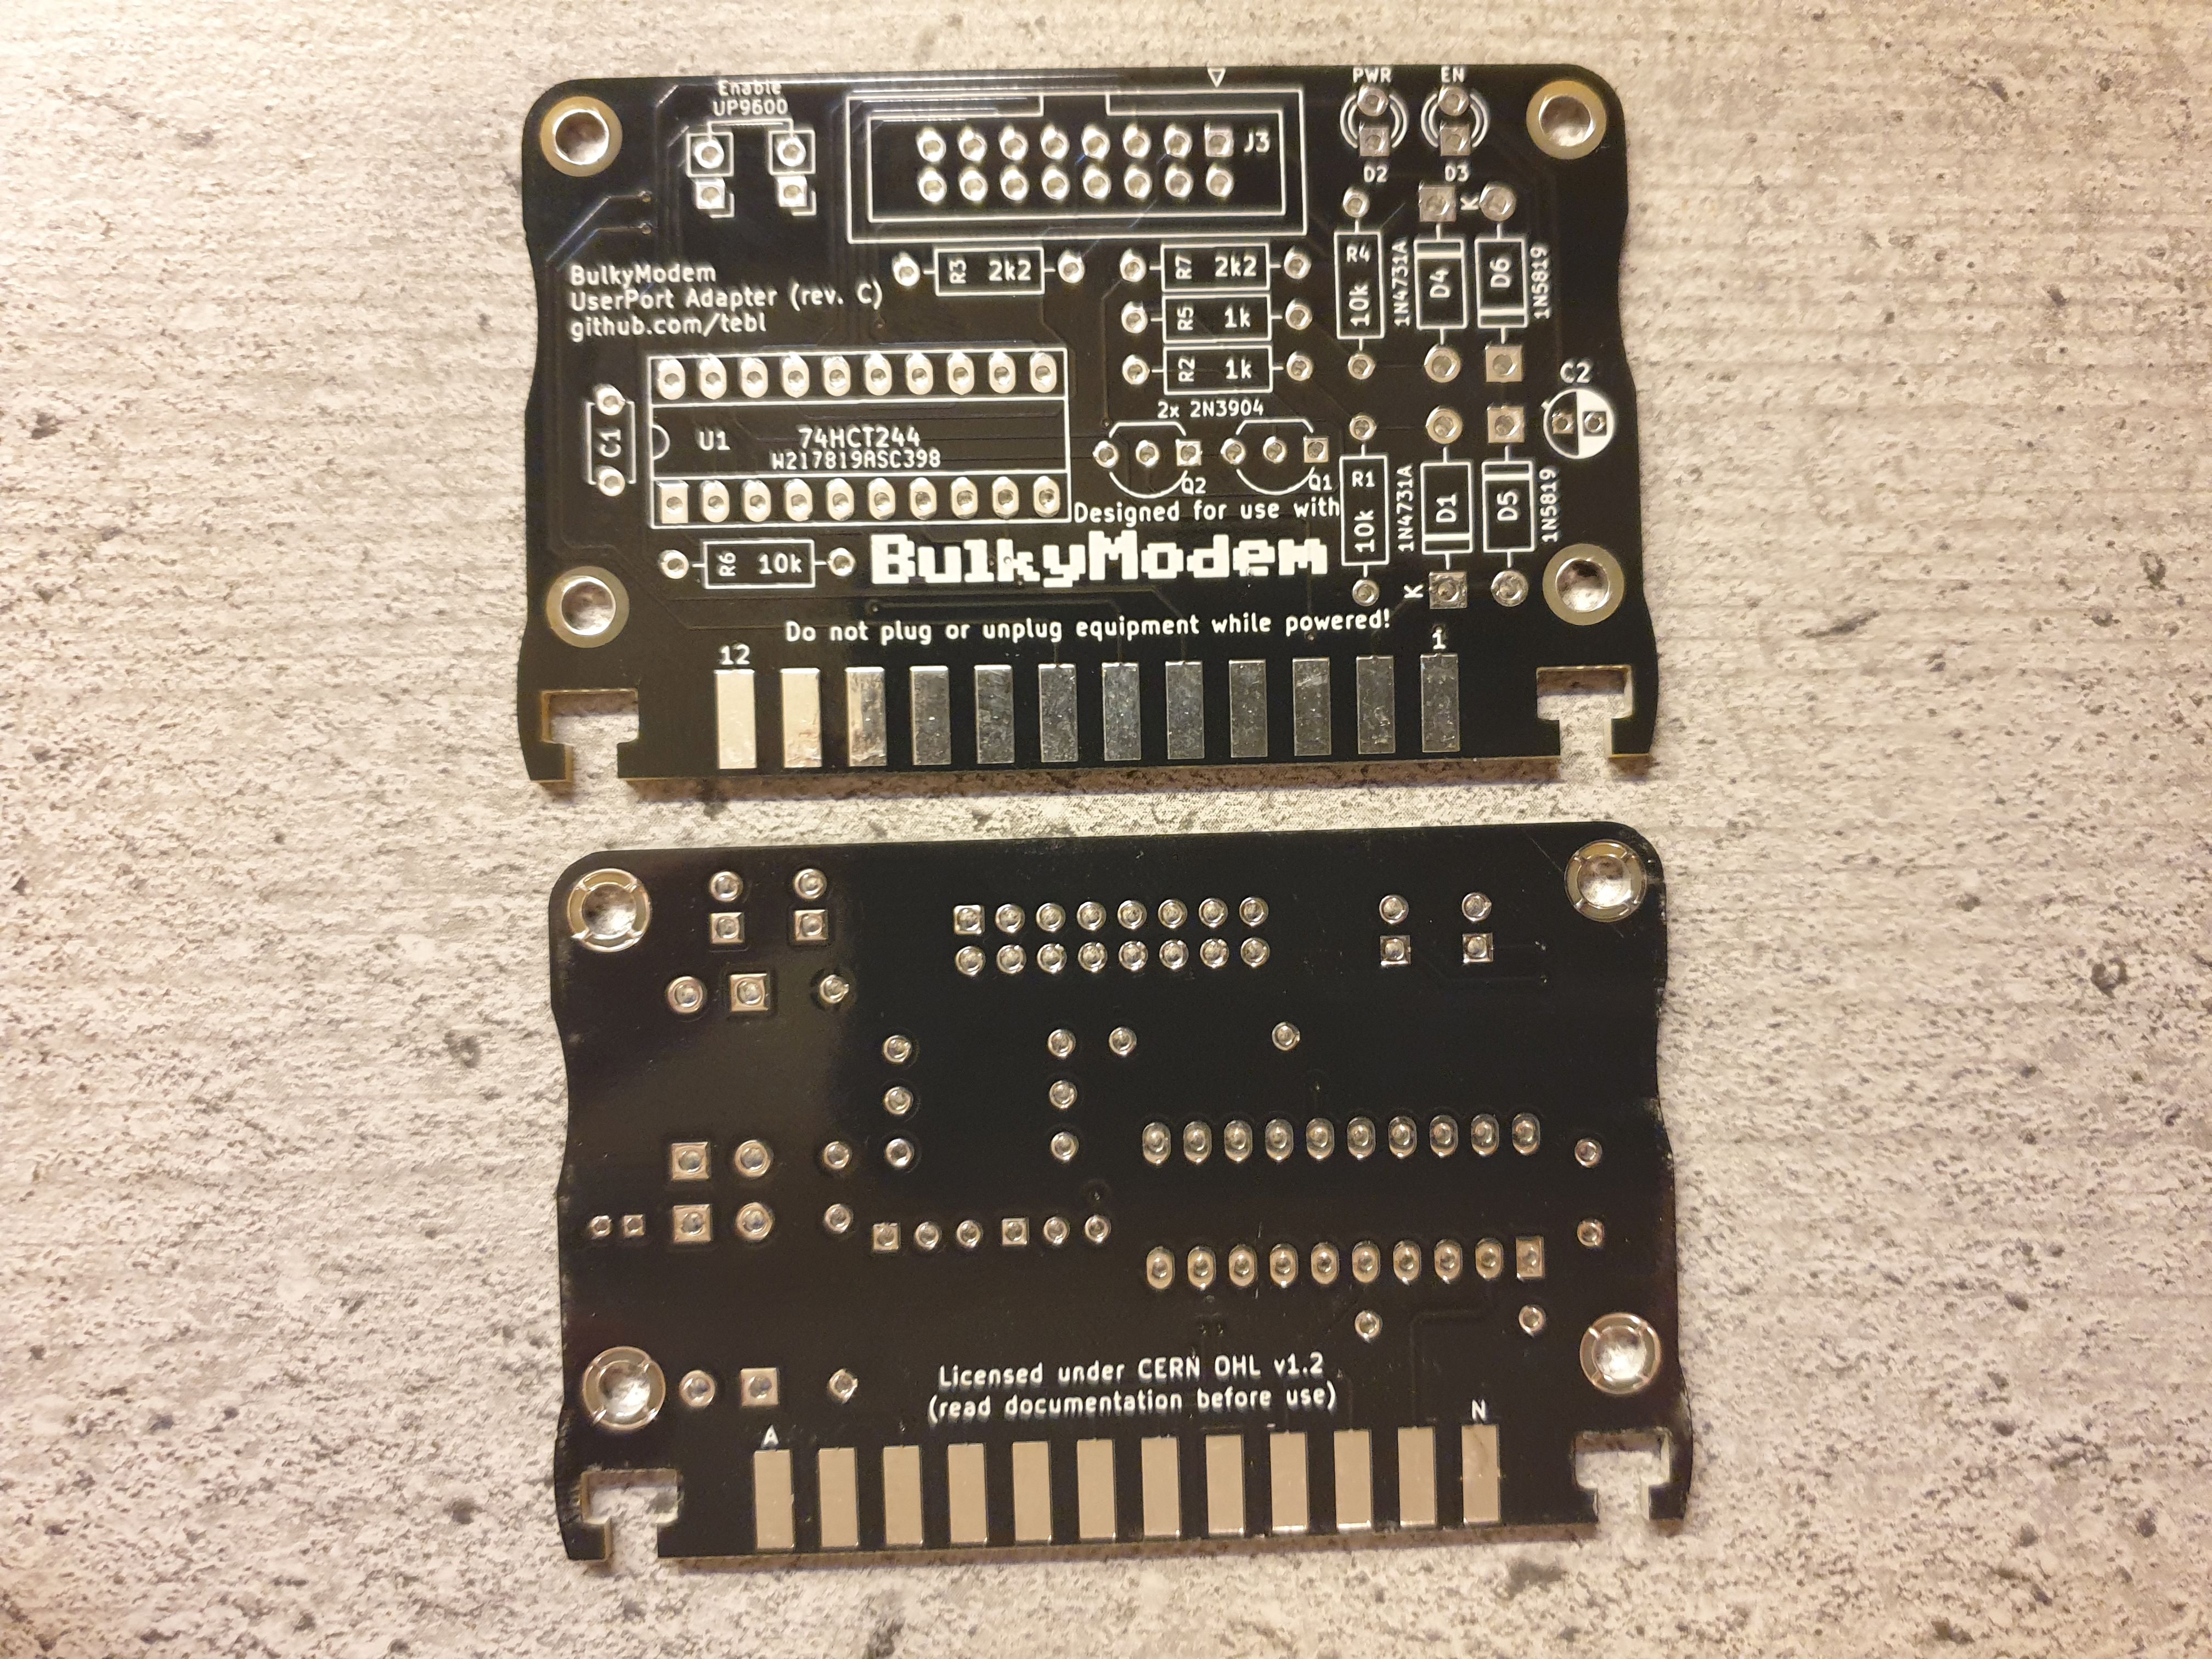 Enable
UP9600
PWR
EN
J3
D2
D3
K
BulkyModem
UserPort Adapter (rev. C)
github.com/tebl
R3 2k2
R7 2k2
R5 1k
R2 1k
R4 10k
1N4731A
D4
D6
1N5819
C2
2x 2N3904
C1
U1
74HCT244
W217819ASC398
Q2
Q1
R1 10k
1N4731A
D1
D5
1N5819
Designed for use with
BulkyModem
R6 10k
K
Do not plug or unplug equipment while powered!
12
1
Licensed under CERN OHL v1.2
(read documentation before use)
A
N